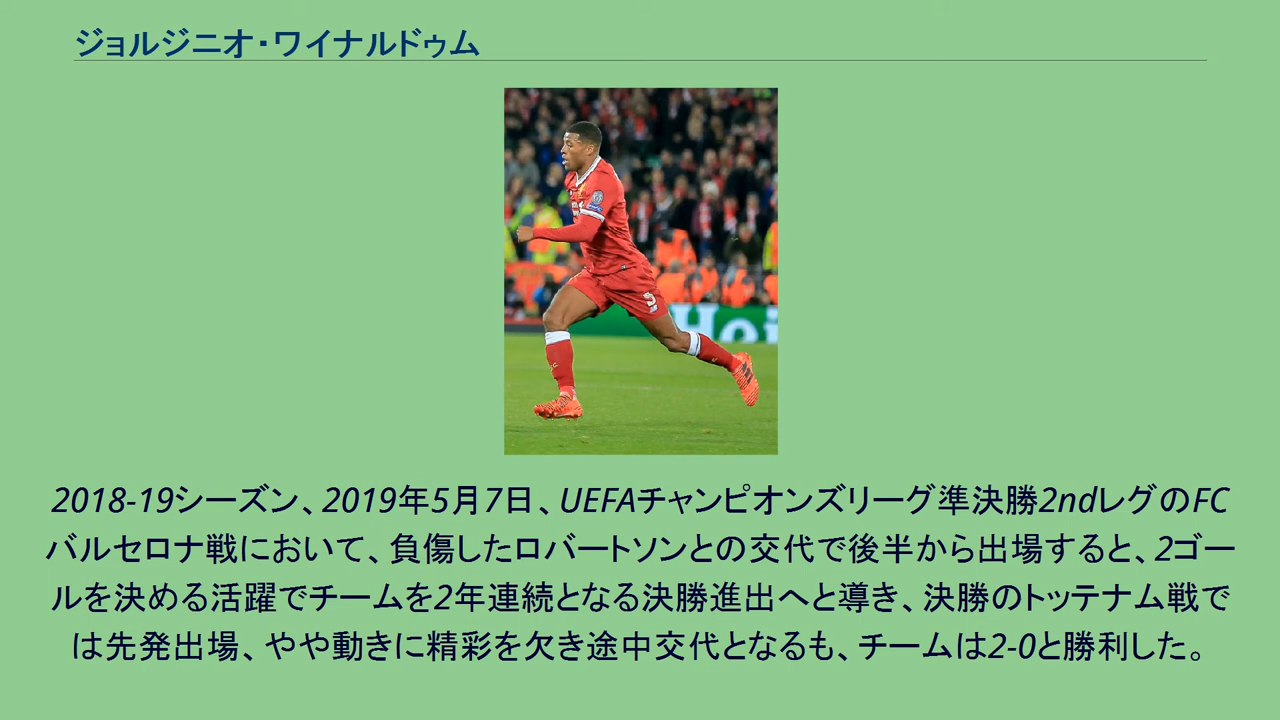 ジョルジニオ・ワイナルドゥム
Hei
2018-19シーズン、2019年5月7日、UEFAチャンピオンズリーグ準決勝2ndレグのFC
バルセロナ戦において、負傷したロバートソンとの交代で後半から出場すると、2ゴー
ルを決める活躍でチームを2年連続となる決勝進出へと導き、決勝のトッテナム戦で
は先発出場、やや動きに精彩を欠き途中交代となるも、チームは2-0と勝利した。